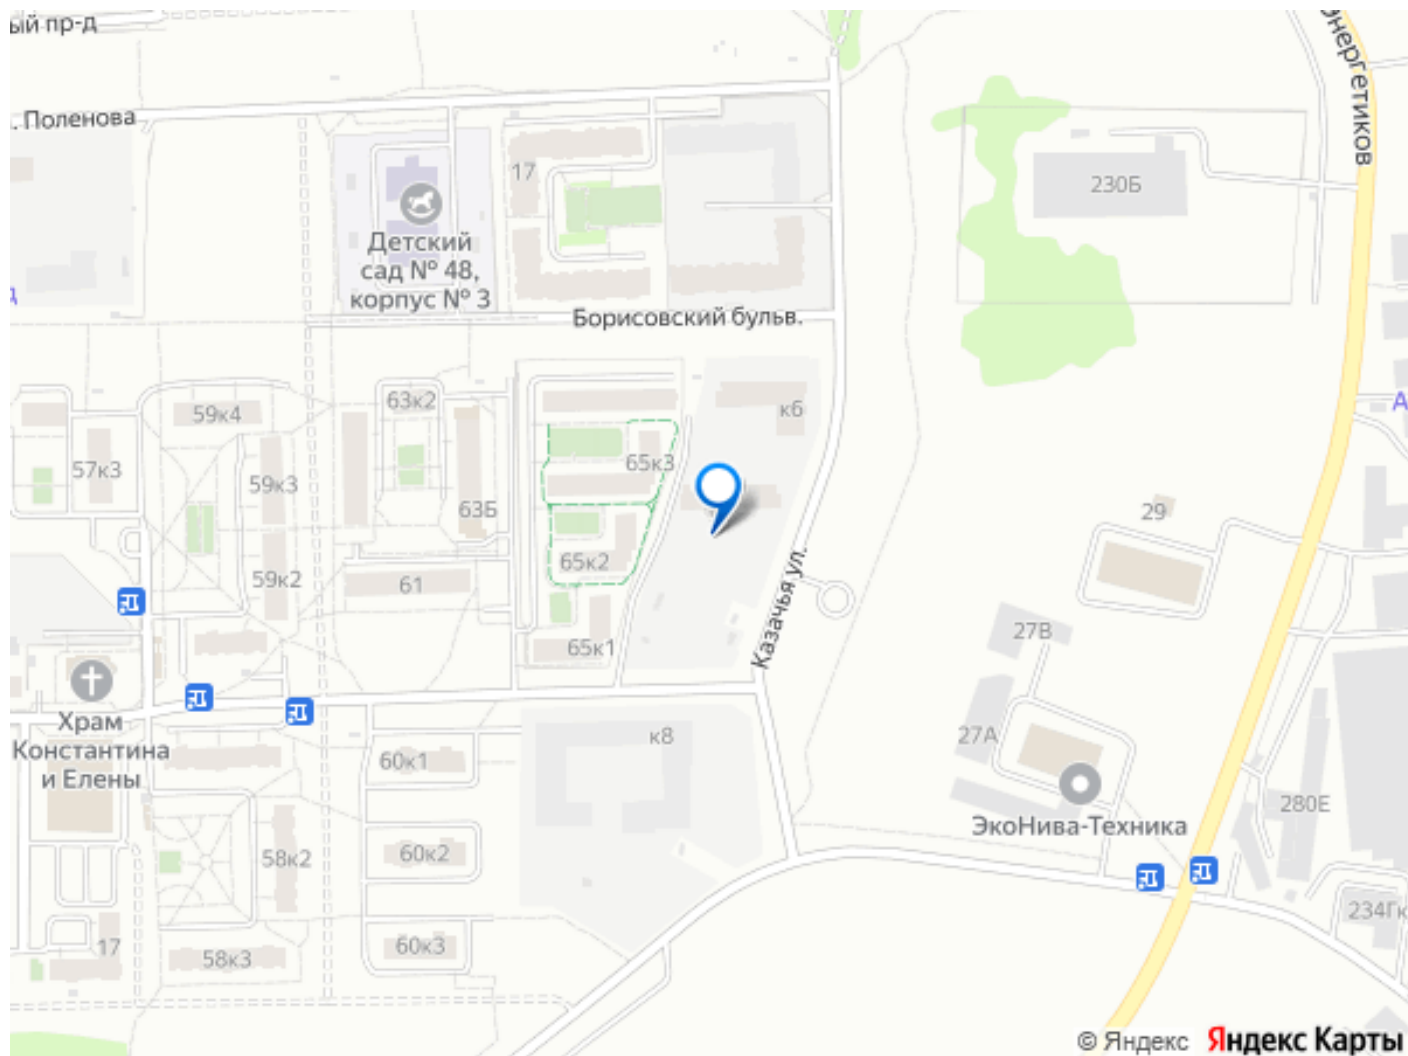 ый пр-д
Энергетиков
. Поленова
17
230Б
Детский
сад № 48,
корпус № 3
д
Борисовский бульв.
59к4
63к2
к6
А
57к3
59к3
65к3
63Б
29
59к2
61
65к2
Казачья ул.
27В
65к1
Храм
Константина
и Елены
к8
27А
60к1
280Е
ЭкоНива-Техника
58к2
60к2
234Гк
17
58к3
60к3
© Яндекс Яндекс Карты